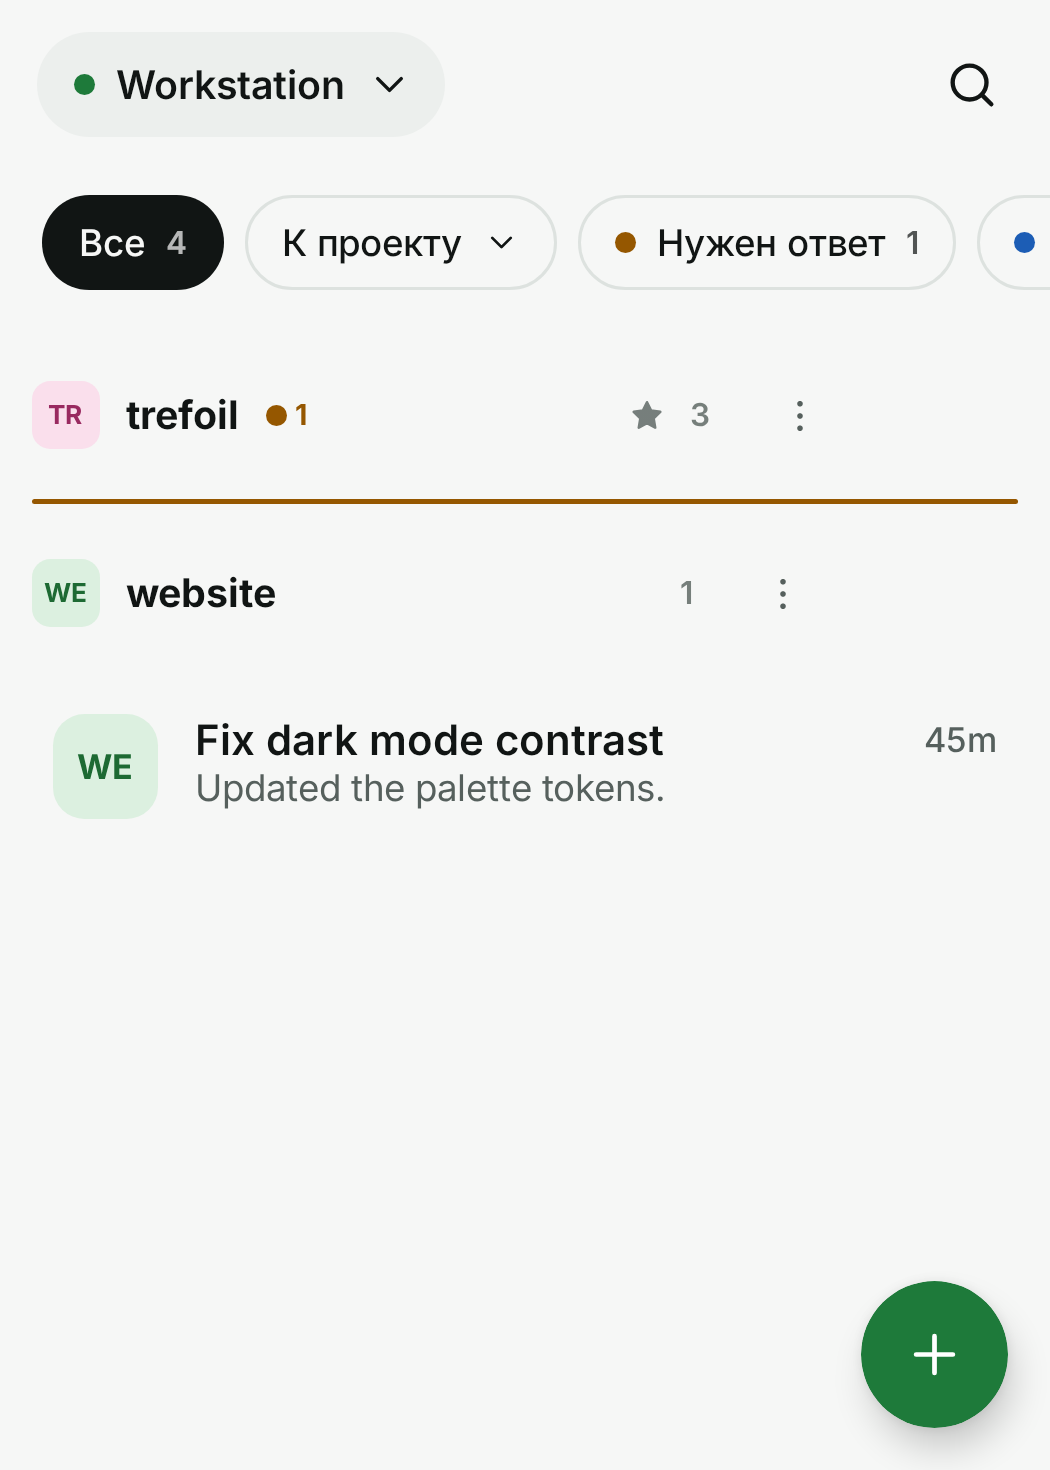 Workstation
Все 4 К проекту Нужен ответ 1
TR trefoil 1 3
WE website 1
WE Fix dark mode contrast 45m
Updated the palette tokens.